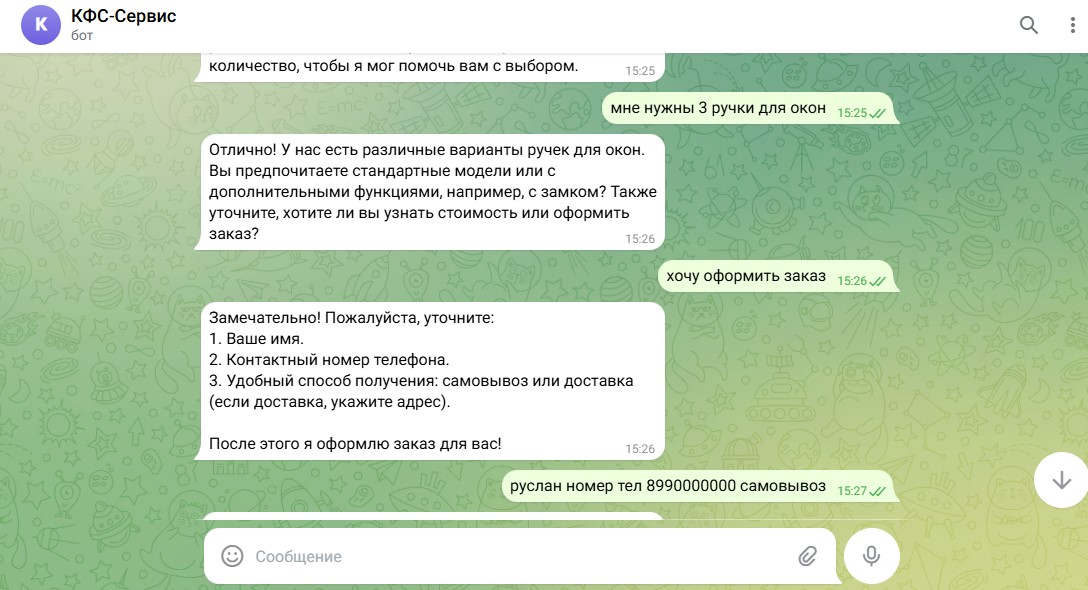 К
КФС-Сервис
бот
количество, чтобы я мог помочь вам с выбором.
15:25
мне нужны 3 ручки для окон 15:25
Отлично! У нас есть различные варианты ручек для окон.
Вы предпочитаете стандартные модели или с
дополнительными функциями, например, с замком? Также
уточните, хотите ли вы узнать стоимость или оформить
заказ?
15:26
хочу оформить заказ 15:26
Замечательно! Пожалуйста, уточните:
1. Ваше имя.
2. Контактный номер телефона.
3. Удобный способ получения: самовывоз или доставка
(если доставка, укажите адрес).
После этого я оформлю заказ для вас!
15:26
руслан номер тел 8990000000 самовывоз 15:27
Сообщение